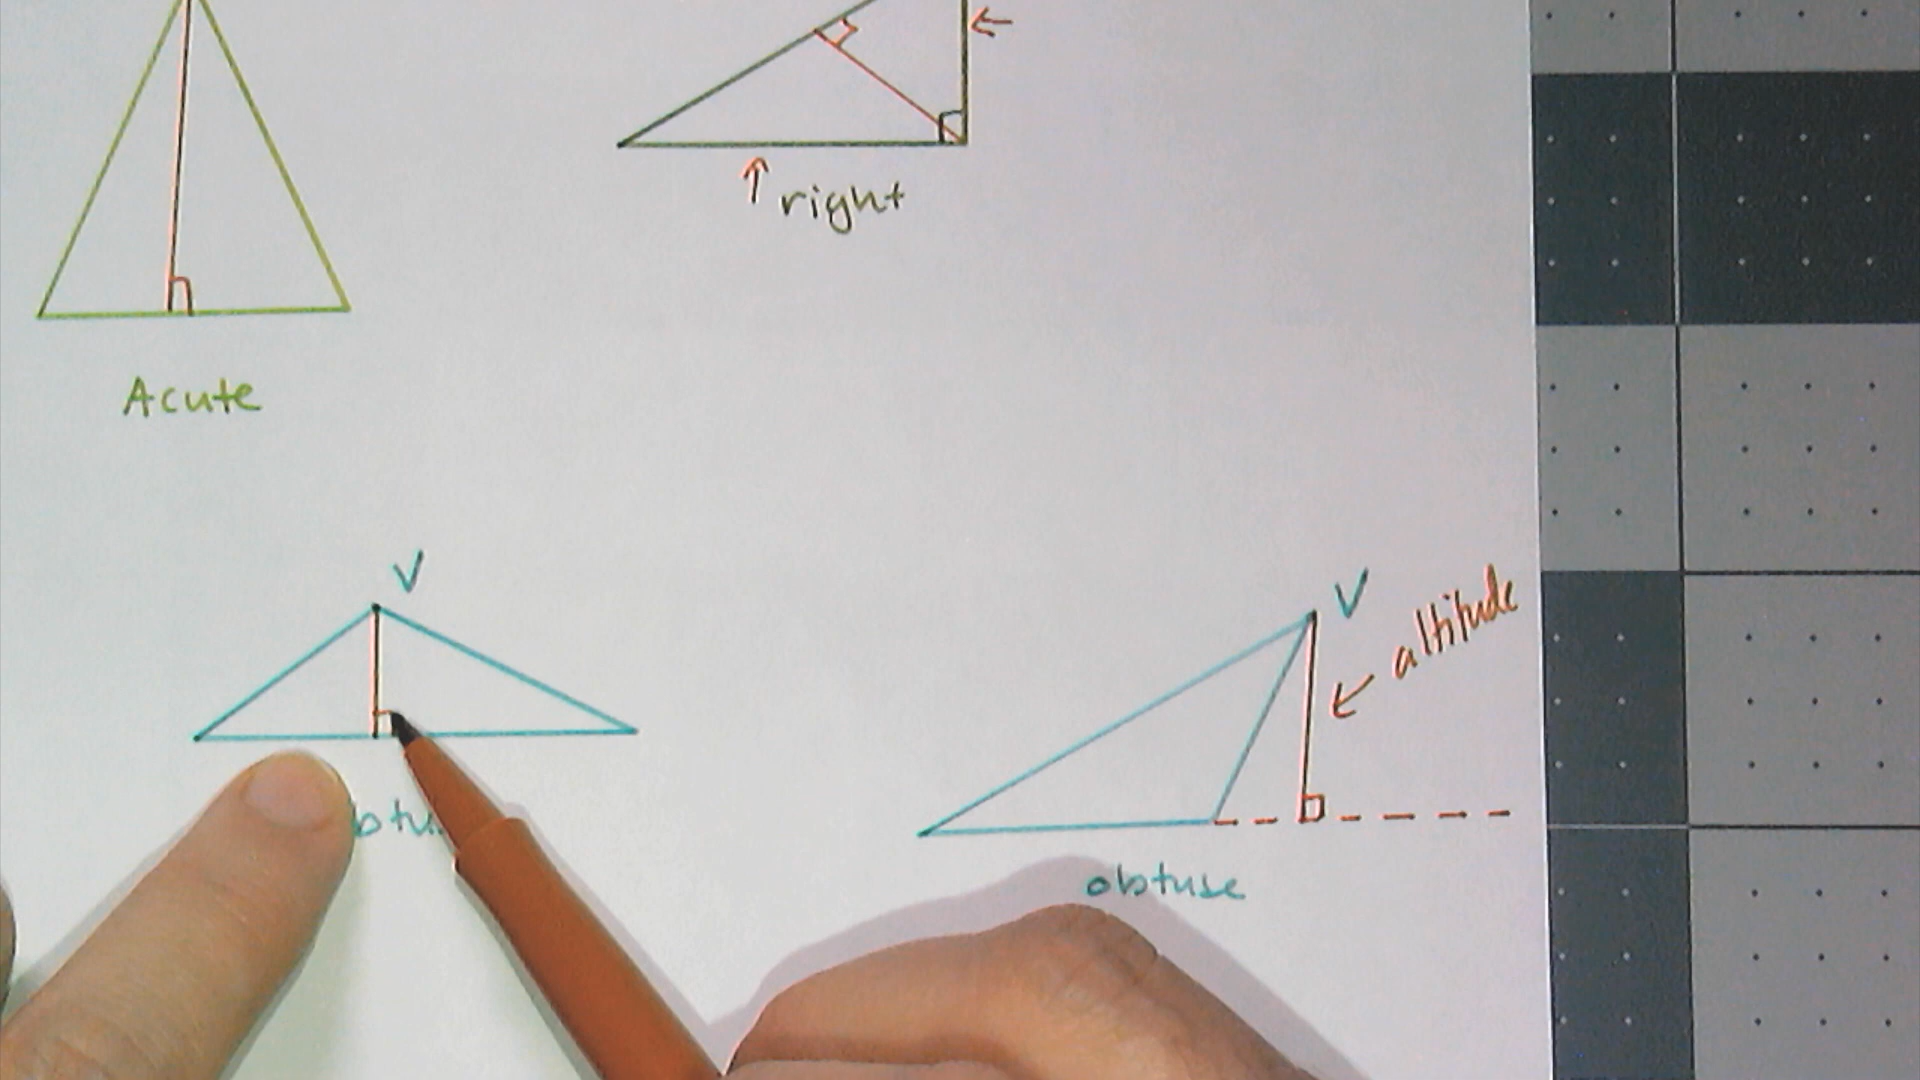 right
Acute
V
V
altitude
obtuse